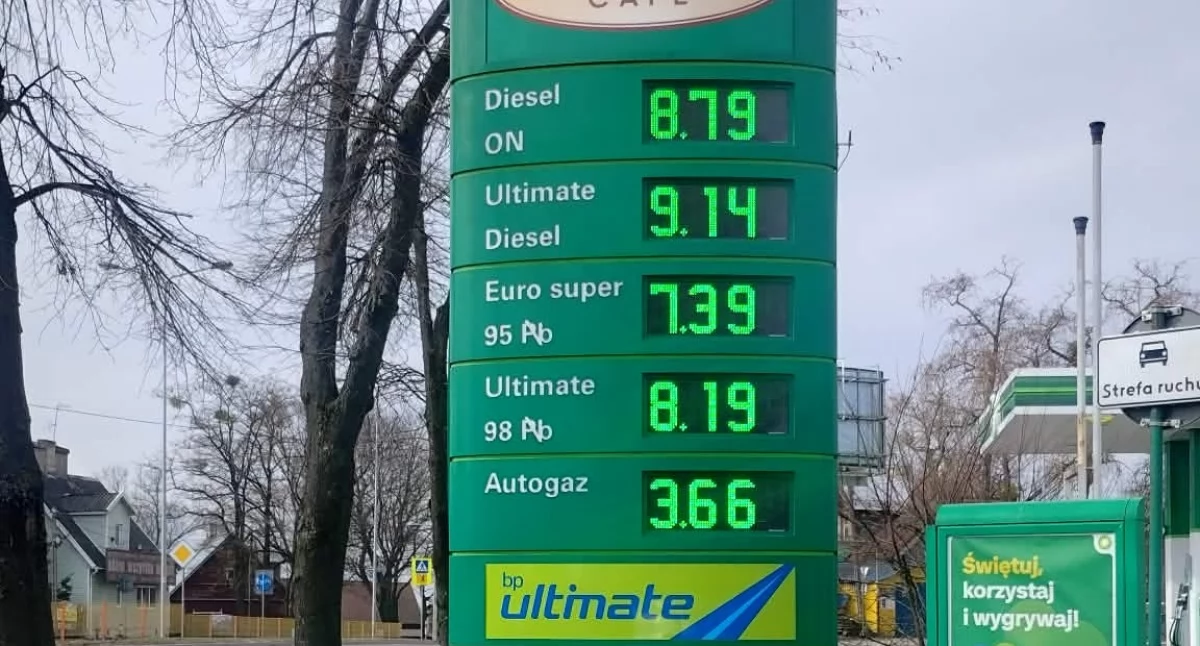 CAFÉ
Diesel
ON
8.79
Ultimate
Diesel
9.14
Euro super
95 Pb
7.39
Ultimate
98 Pb
8.19
Autogaz
3.66
bp
ultimate
Strefa ruchu
Świętuj,
korzystaj
i wygrywaj!